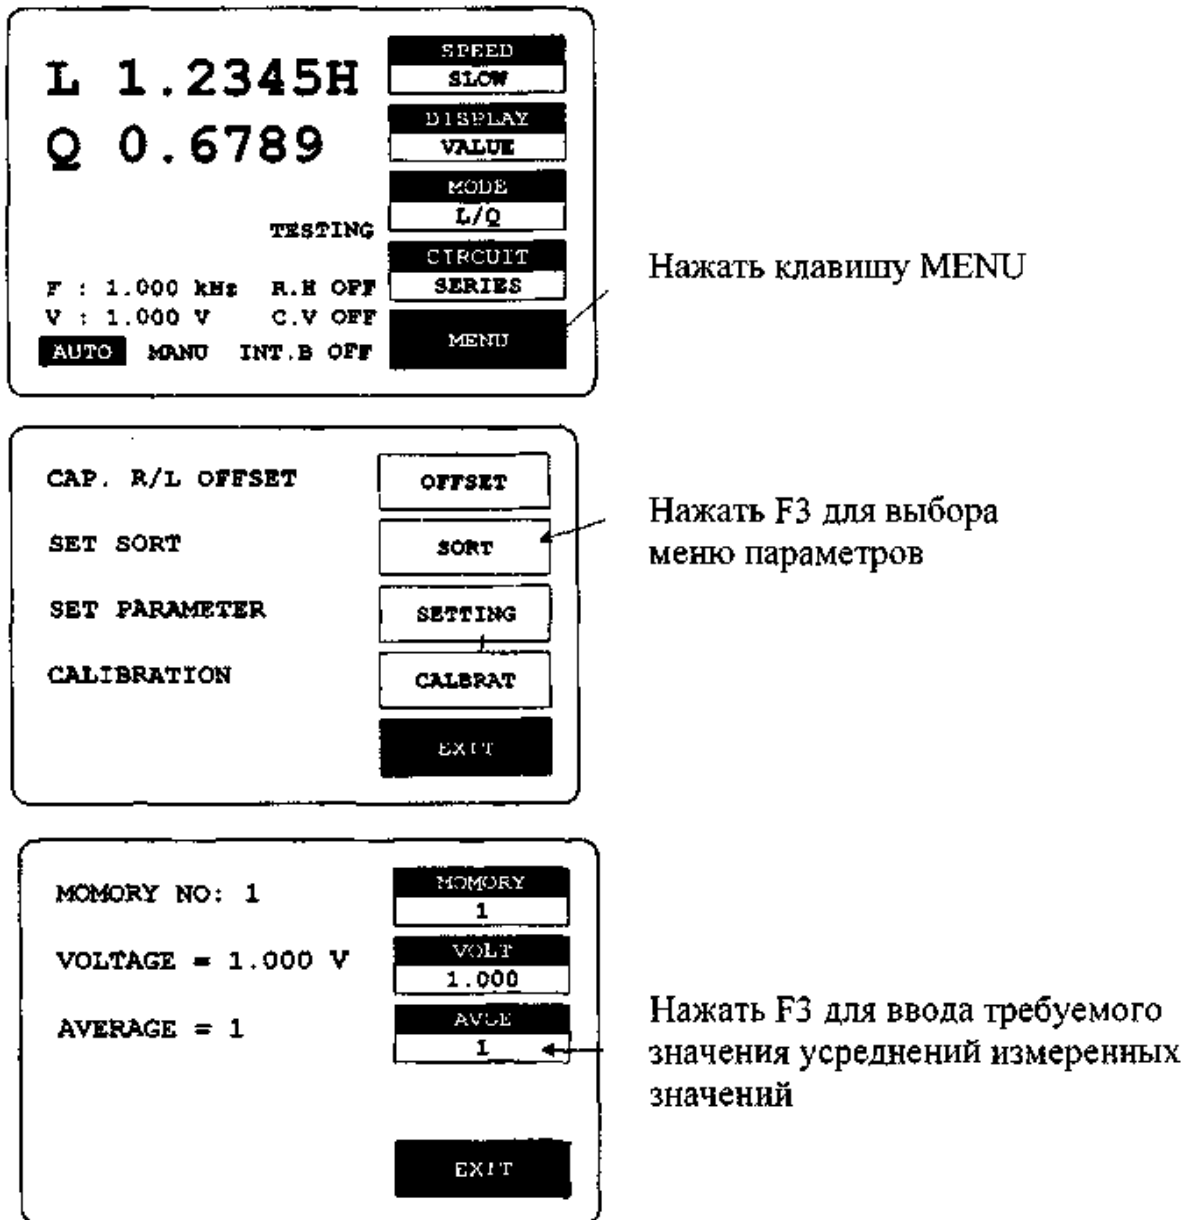 L 1.2345H
Q 0.6789
TESTING
F : 1.000 kHz R.H OFF
V : 1.000 V C.V OFF
AUTO MANU INT.B OFF
SPEED
SLOW
DISPLAY
VALUE
MODE
L/Q
CIRCUIT
SERIES
MENU
Нажать клавишу MENU
CAP. R/L OFFSET
OFFSET
SET SORT
SORT
SET PARAMETER
SETTING
CALIBRATION
CALBRAT
EXIT
Нажать F3 для выбора
меню параметров
MOMORY NO: 1
MOMORY
1
VOLTAGE = 1.000 V
VOLT
1.000
AVERAGE = 1
AVGE
1
EXIT
Нажать F3 для ввода требуемого
значения усреднений измеренных
значений